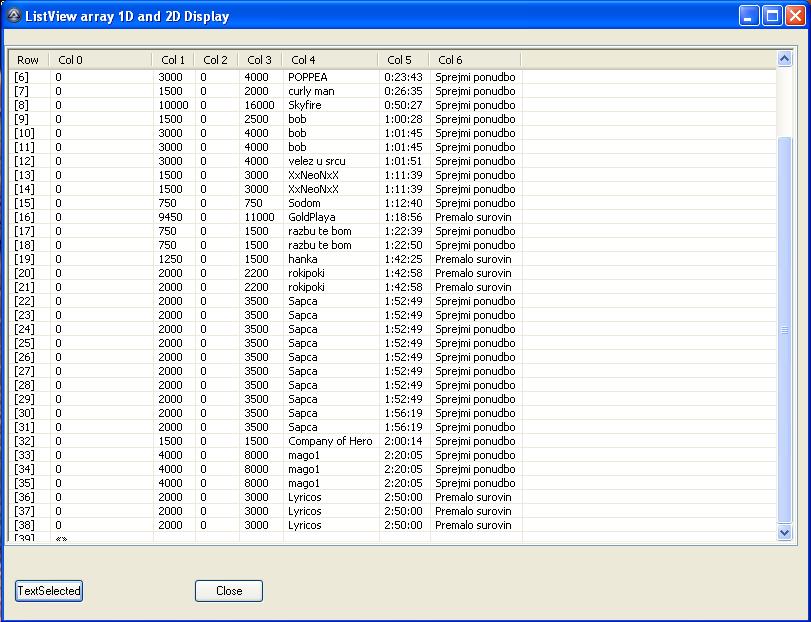 ListView array 1D and 2D Display
Row Col 0 Col 1 Col 2 Col 3 Col 4 Col 5 Col 6
[6] 0 3000 0 4000 POPPEA 0:23:43 Sprejmi ponudbo
[7] 0 1500 0 2000 curly man 0:26:35 Sprejmi ponudbo
[8] 0 10000 0 16000 Skyfire 0:50:27 Sprejmi ponudbo
[9] 0 1500 0 2500 bob 1:00:28 Sprejmi ponudbo
[10] 0 3000 0 4000 bob 1:01:45 Sprejmi ponudbo
[11] 0 3000 0 4000 bob 1:01:45 Sprejmi ponudbo
[12] 0 3000 0 4000 velez u srcu 1:01:51 Sprejmi ponudbo
[13] 0 1500 0 3000 XxNeoNxX 1:11:39 Sprejmi ponudbo
[14] 0 1500 0 3000 XxNeoNxX 1:11:39 Sprejmi ponudbo
[15] 0 750 0 750 Sodom 1:12:40 Sprejmi ponudbo
[16] 0 9450 0 11000 GoldPlaya 1:18:56 Premalo surovin
[17] 0 750 0 1500 razbu te bom 1:22:39 Sprejmi ponudbo
[18] 0 750 0 1500 razbu te bom 1:22:50 Sprejmi ponudbo
[19] 0 1250 0 1500 hanka 1:42:25 Premalo surovin
[20] 0 2000 0 2200 rokipoki 1:42:58 Premalo surovin
[21] 0 2000 0 2200 rokipoki 1:42:58 Premalo surovin
[22] 0 2000 0 3500 Sapca 1:52:49 Sprejmi ponudbo
[23] 0 2000 0 3500 Sapca 1:52:49 Sprejmi ponudbo
[24] 0 2000 0 3500 Sapca 1:52:49 Sprejmi ponudbo
[25] 0 2000 0 3500 Sapca 1:52:49 Sprejmi ponudbo
[26] 0 2000 0 3500 Sapca 1:52:49 Sprejmi ponudbo
[27] 0 2000 0 3500 Sapca 1:52:49 Sprejmi ponudbo
[28] 0 2000 0 3500 Sapca 1:52:49 Sprejmi ponudbo
[29] 0 2000 0 3500 Sapca 1:52:49 Sprejmi ponudbo
[30] 0 2000 0 3500 Sapca 1:56:19 Sprejmi ponudbo
[31] 0 2000 0 3500 Sapca 1:56:19 Sprejmi ponudbo
[32] 0 1500 0 1500 Company of Hero 2:00:14 Sprejmi ponudbo
[33] 0 4000 0 8000 mago1 2:20:05 Sprejmi ponudbo
[34] 0 4000 0 8000 mago1 2:20:05 Sprejmi ponudbo
[35] 0 4000 0 8000 mago1 2:20:05 Sprejmi ponudbo
[36] 0 2000 0 3000 Lyricos 2:50:00 Premalo surovin
[37] 0 2000 0 3000 Lyricos 2:50:00 Premalo surovin
[38] 0 2000 0 3000 Lyricos 2:50:00 Premalo surovin
[39] «»
TextSelected Close